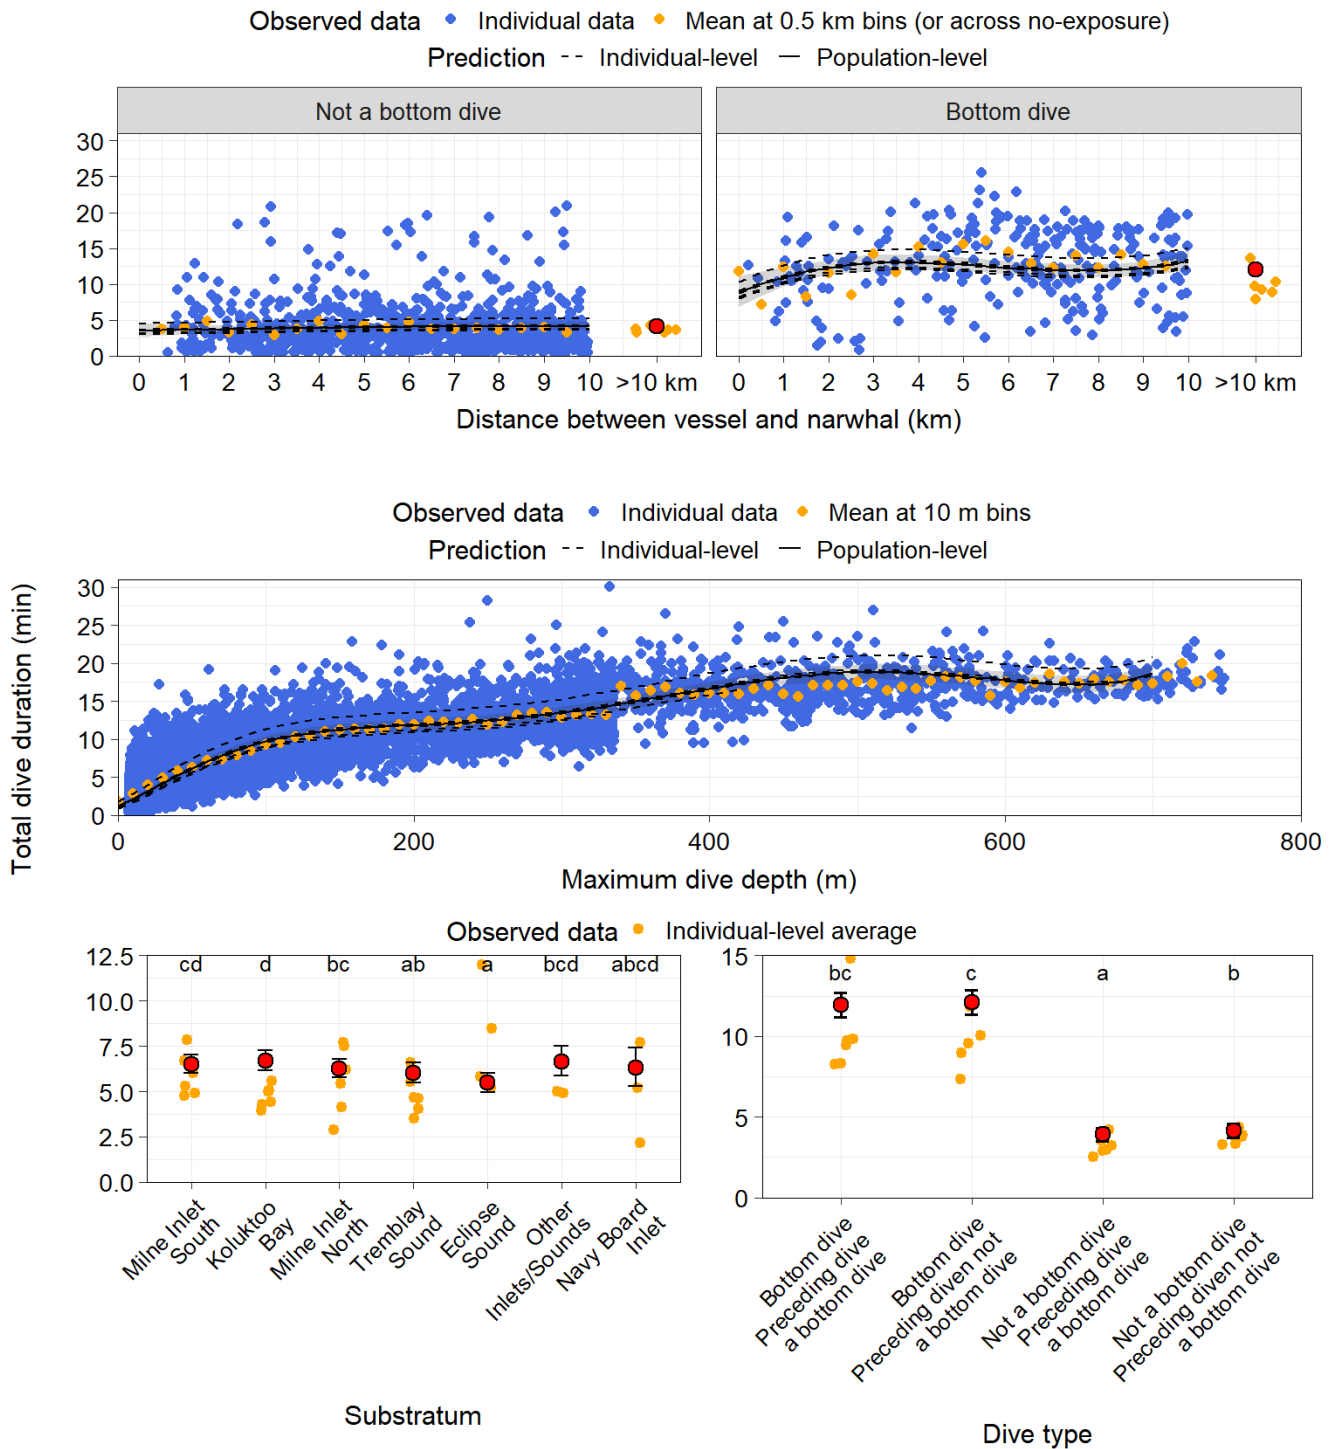 Observed data Individual data Mean at 0.5 km bins (or across no-exposure)
Prediction Individual-level Population-level
Not a bottom dive Bottom dive
30
25
20
15
10
5
0
0 1 2 3 4 5 6 7 8 9 10 >10 km 0 1 2 3 4 5 6 7 8 9 10 >10 km
Distance between vessel and narwhal (km)
Observed data Individual data Mean at 10 m bins
Prediction Individual-level Population-level
Total dive duration (min)
30
25
20
15
10
5
0
0 200 400 600 800
Maximum dive depth (m)
Observed data Individual-level average
12.5
10.0
7.5
5.0
2.5
0.0
cd d bc ab a bcd abcd
Milne Inlet
South
Koluktoo
Bay
Milne Inlet
North
Tremblay
Sound
Eclipse
Sound
Other
Inlets/Sounds
Navy Board
Inlet
Substratum
15
10
5
0
bc c a b
Bottom dive
Preceding dive
a bottom dive
Bottom dive
Preceding diven not
a bottom dive
Not a bottom dive
Preceding dive
a bottom dive
Not a bottom dive
Preceding diven not
a bottom dive
Dive type